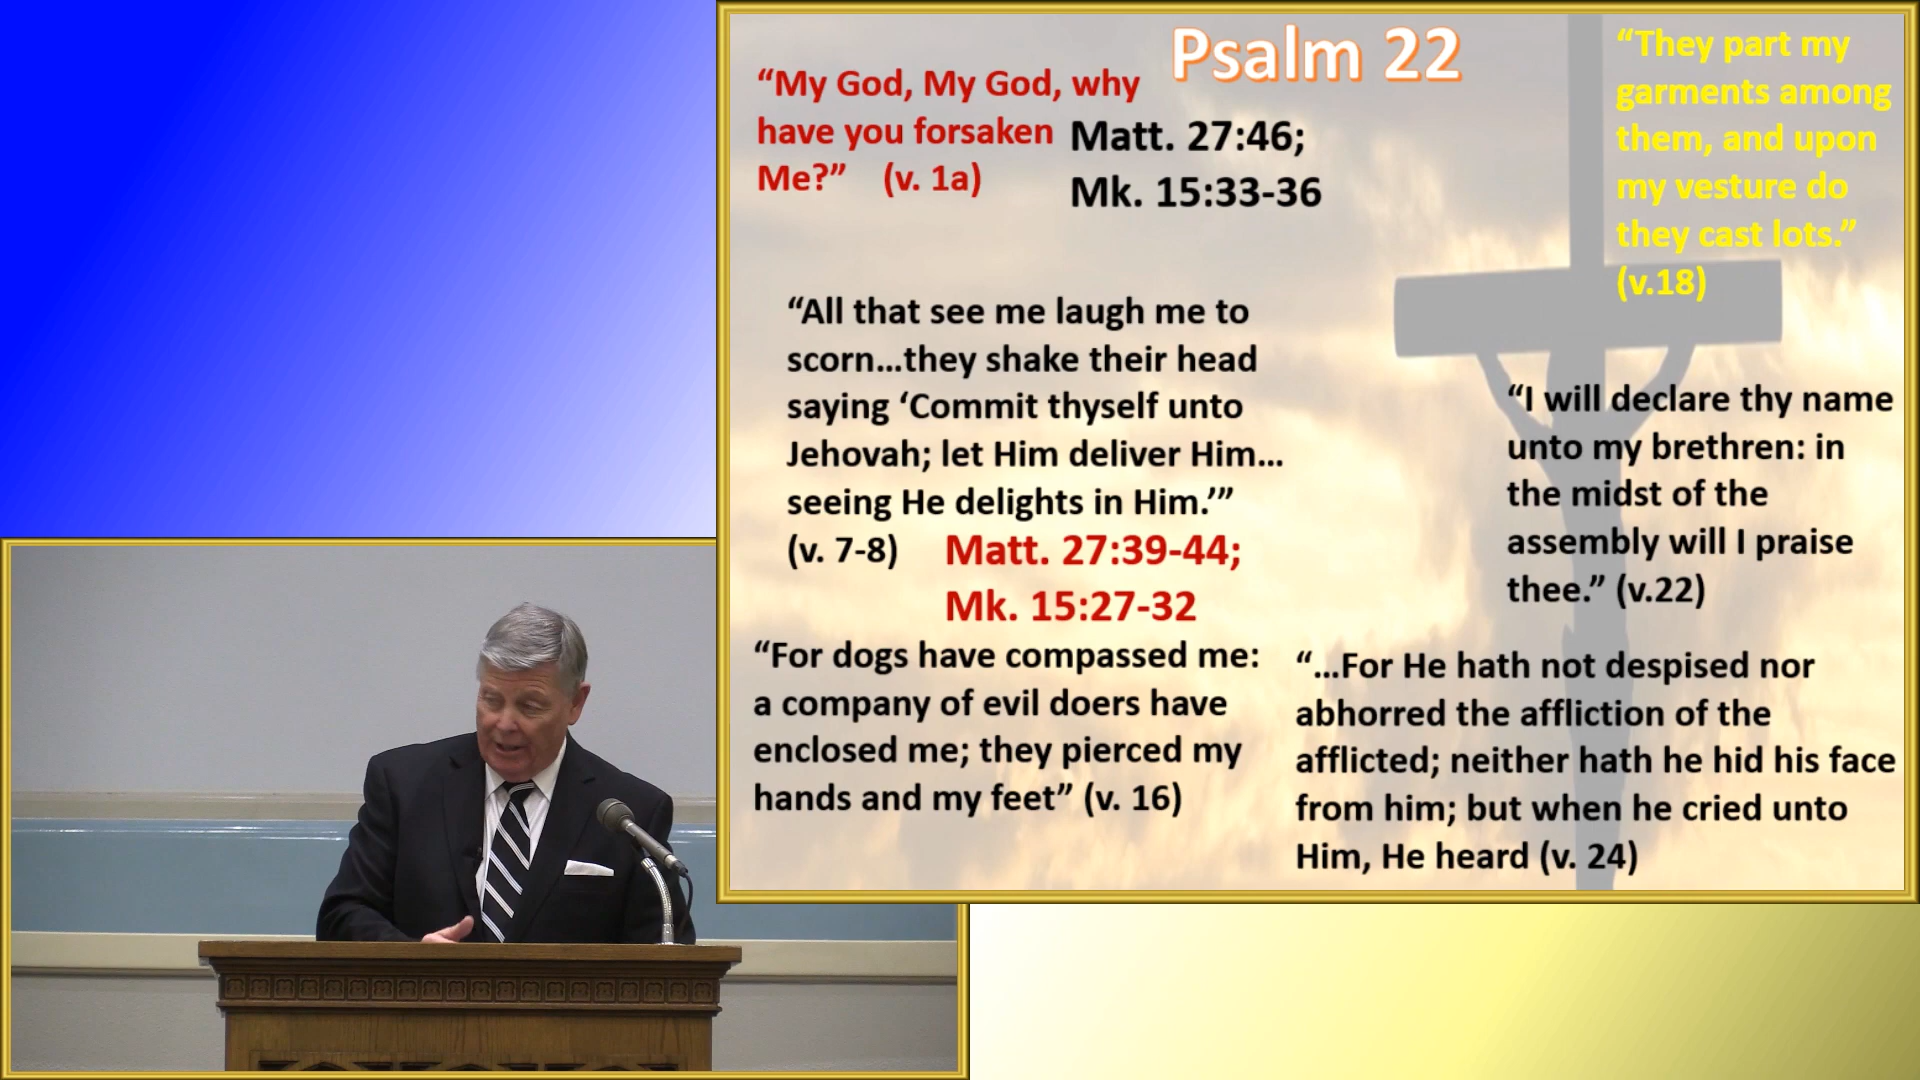 Psalm 22
“My God, My God, why
have you forsaken
Me?” (v. 1a)
Matt. 27:46;
Mk. 15:33-36
“All that see me laugh me to
scorn…they shake their head
saying ‘Commit thyself unto
Jehovah; let Him deliver Him…
seeing He delights in Him.’”
(v. 7-8)
Matt. 27:39-44;
Mk. 15:27-32
“For dogs have compassed me:
a company of evil doers have
enclosed me; they pierced my
hands and my feet” (v. 16)
“They part my
garments among
them, and upon
my vesture do
they cast lots.”
(v.18)
“I will declare thy name
unto my brethren: in
the midst of the
assembly will I praise
thee.” (v.22)
“…For He hath not despised nor
abhorred the affliction of the
afflicted; neither hath he hid his face
from him; but when he cried unto
Him, He heard (v. 24)